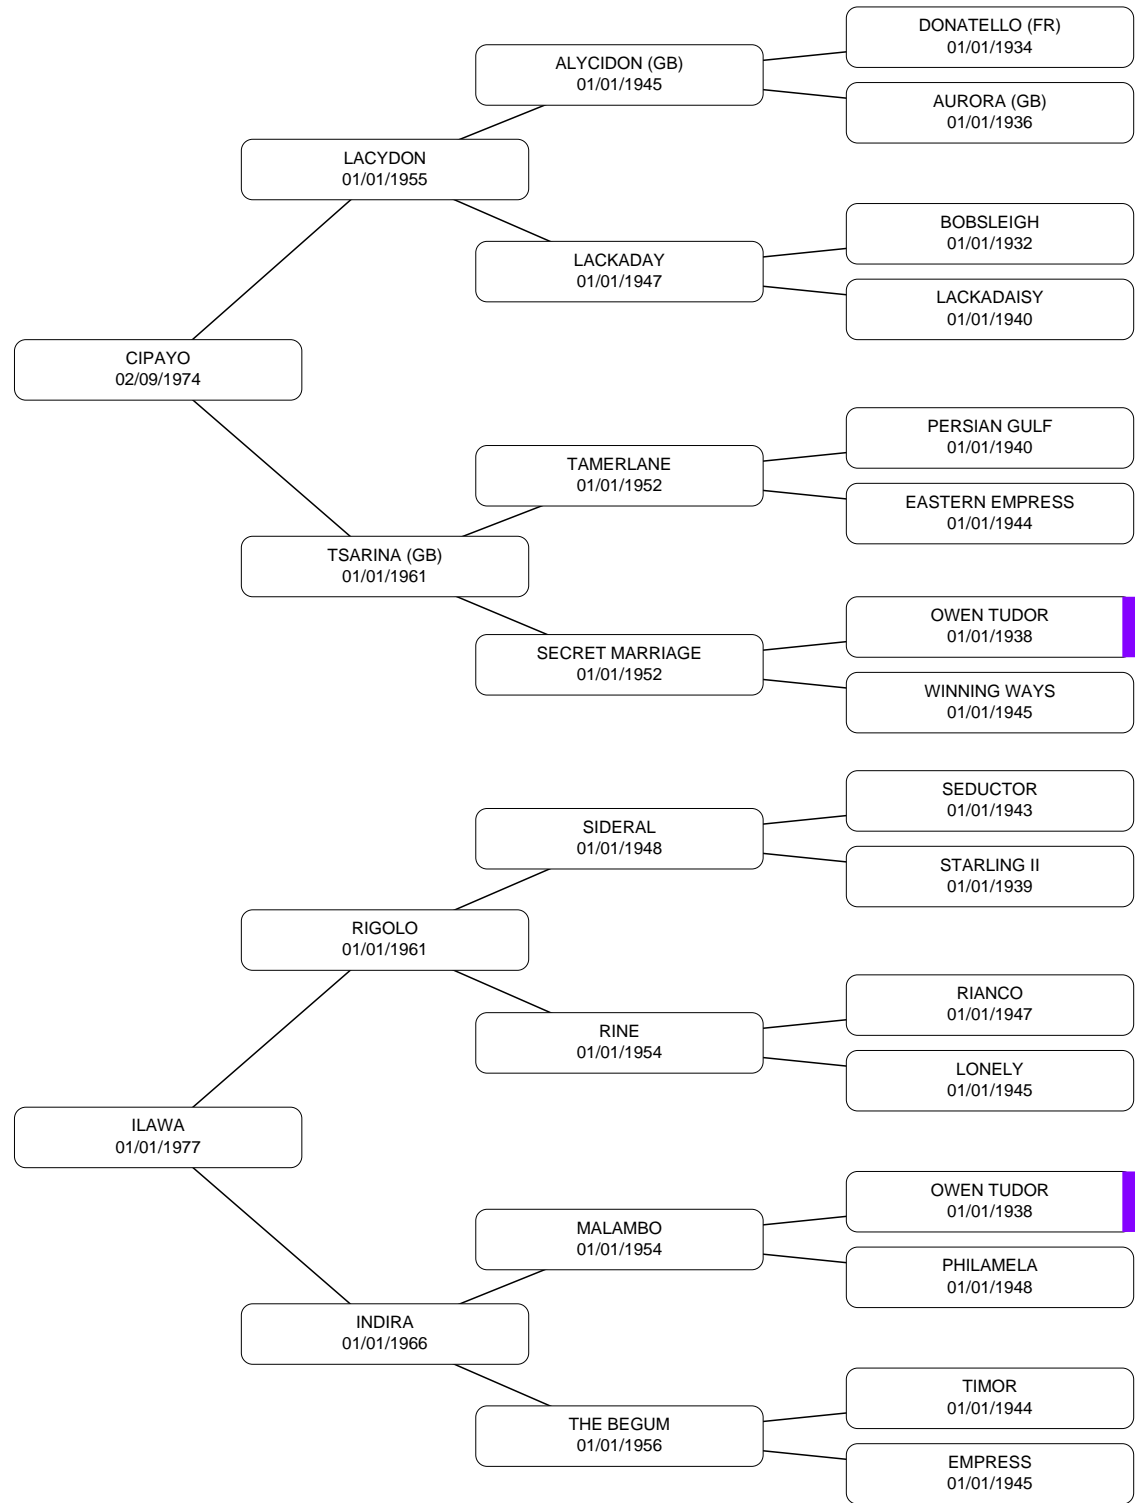 DONATELLO (FR)
01/01/1934
ALYCIDON (GB)
01/01/1945
AURORA (GB)
01/01/1936
LACYDON
01/01/1955
BOBSLEIGH
01/01/1932
LACKADAY
01/01/1947
LACKADAISY
01/01/1940
CIPAYO
02/09/1974
PERSIAN GULF
01/01/1940
TAMERLANE
01/01/1952
EASTERN EMPRESS
01/01/1944
TSARINA (GB)
01/01/1961
OWEN TUDOR
01/01/1938
SECRET MARRIAGE
01/01/1952
WINNING WAYS
01/01/1945
SEDUCTOR
01/01/1943
SIDERAL
01/01/1948
STARLING II
01/01/1939
RIGOLO
01/01/1961
RIANCO
01/01/1947
RINE
01/01/1954
LONELY
01/01/1945
ILAWA
01/01/1977
OWEN TUDOR
01/01/1938
MALAMBO
01/01/1954
PHILAMELA
01/01/1948
INDIRA
01/01/1966
TIMOR
01/01/1944
THE BEGUM
01/01/1956
EMPRESS
01/01/1945